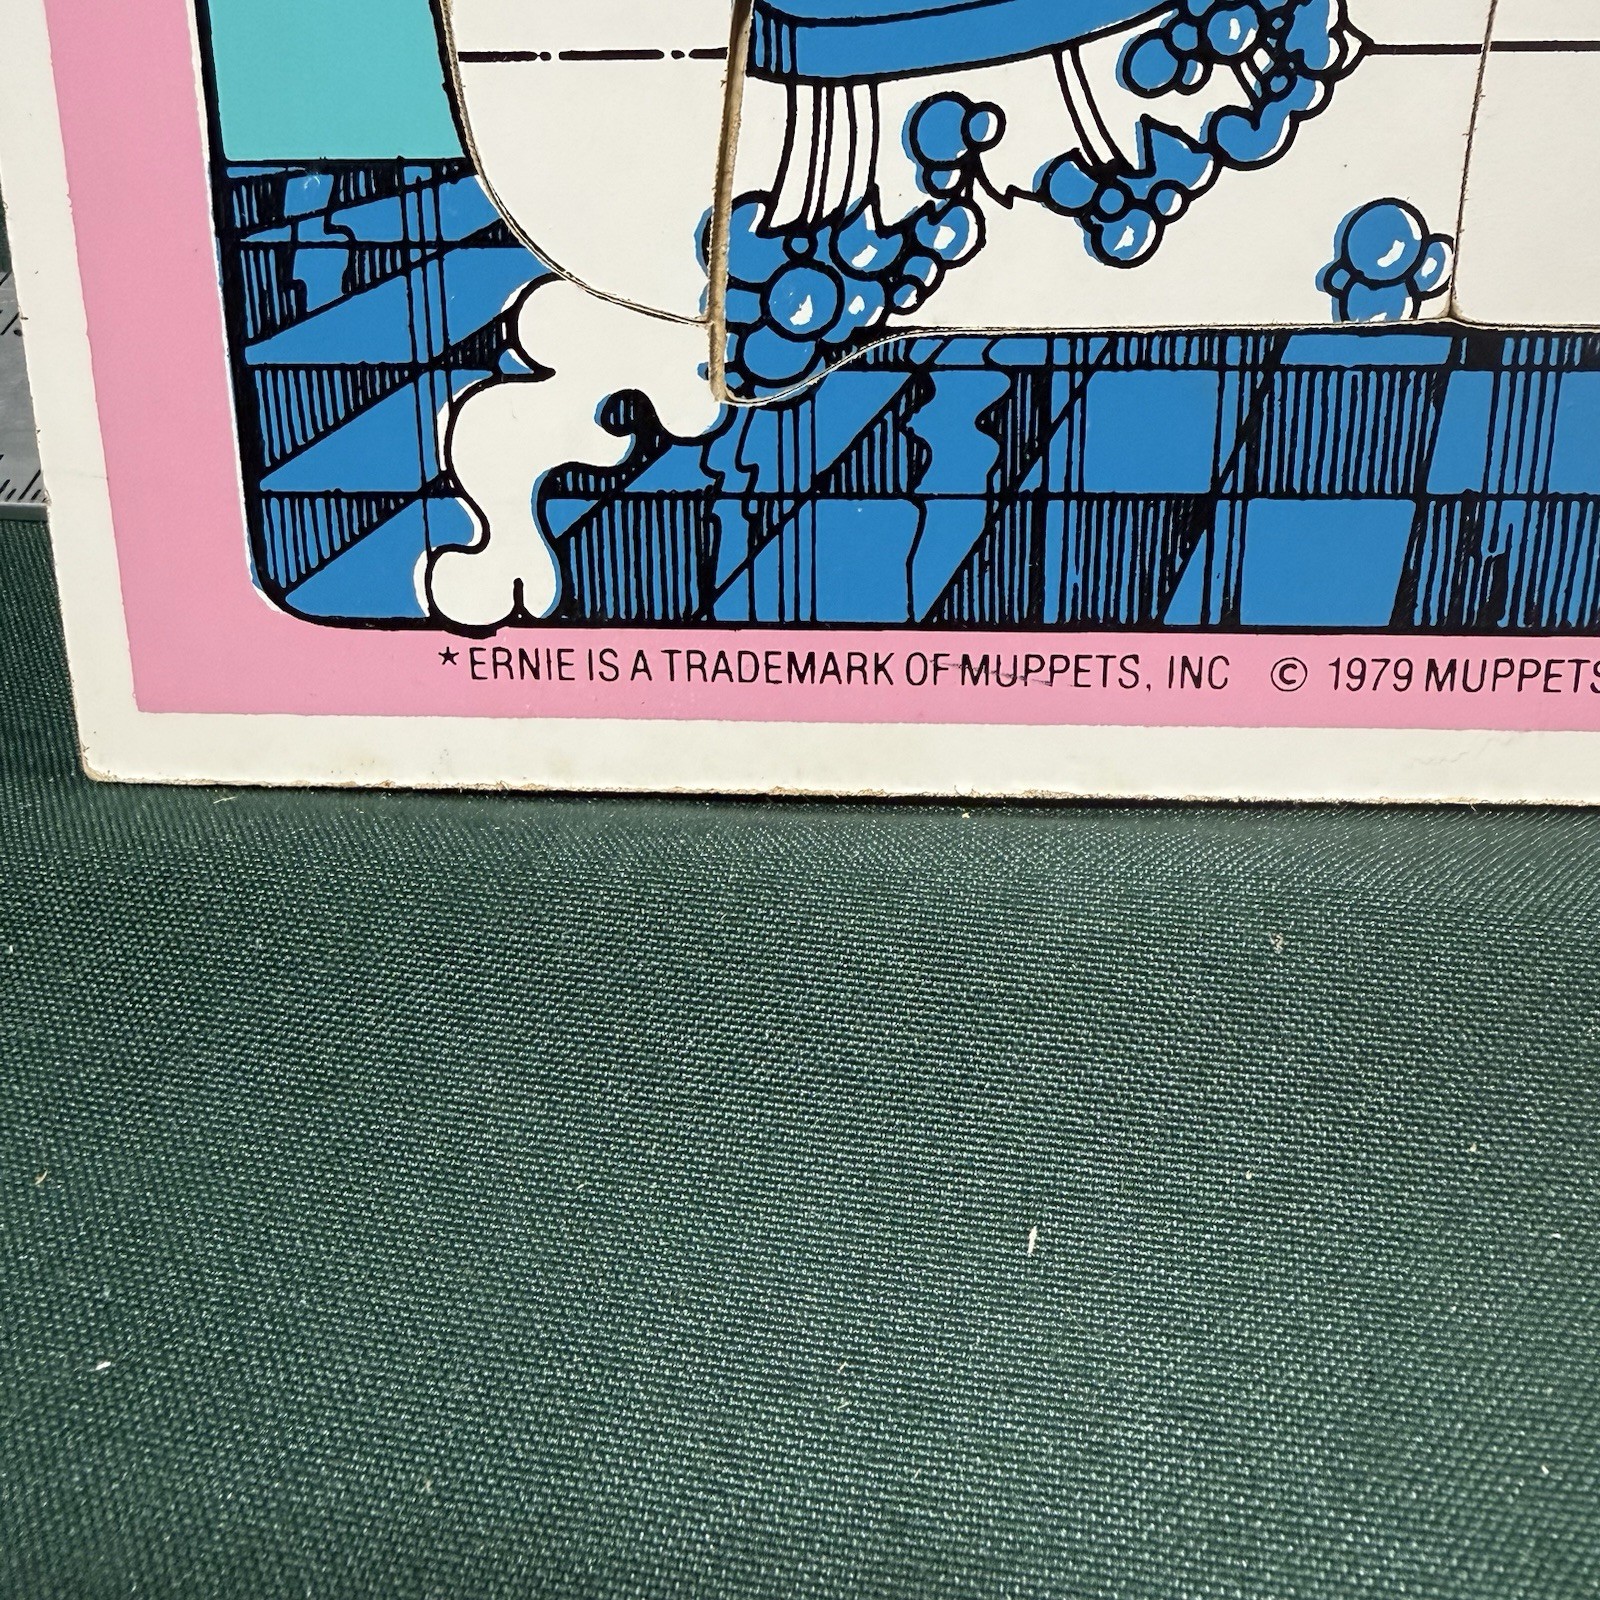 ★ ERNIE IS A TRADEMARK OF MUPPETS, INC © 1979 MUPPETS